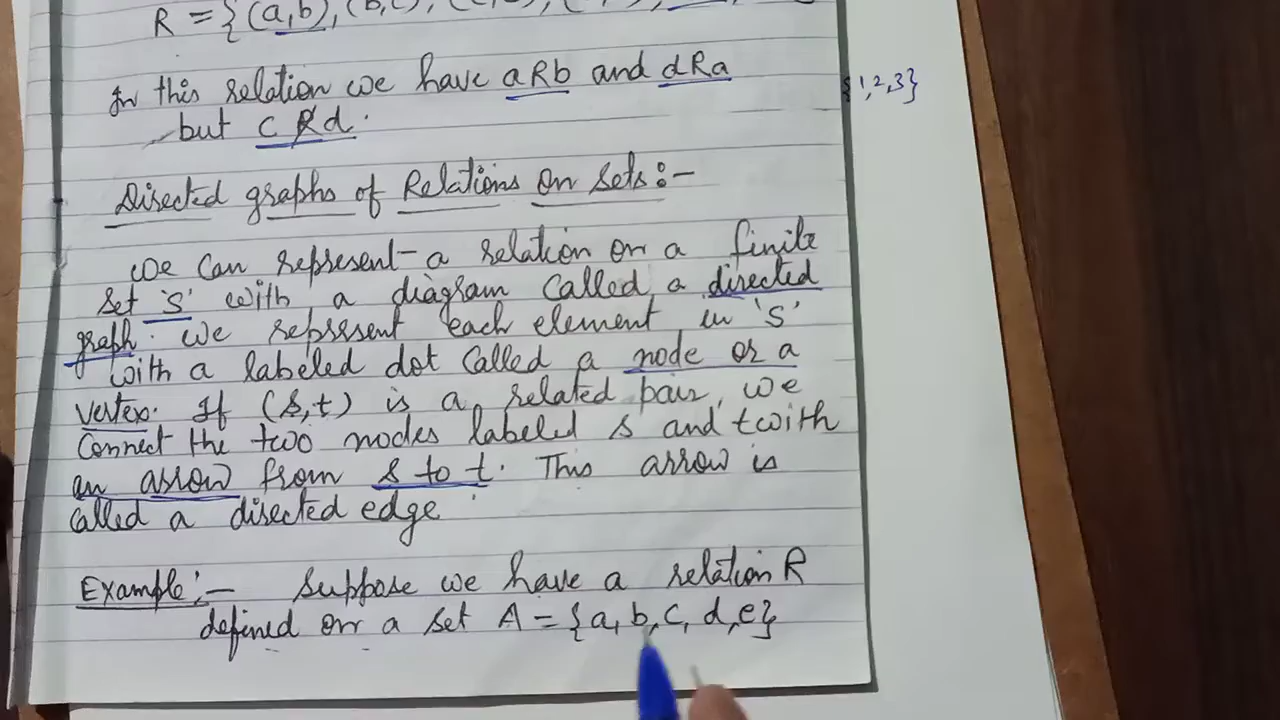 R = {(a,b), (b,c),
In this relation we have aRb and dRa
but c R̸ d.
{1,2,3}
Directed graphs of Relations on Sets:-
We can represent a relation on a finite
set 'S' with a diagram called a directed
graph. We represent each element in 'S'
with a labeled dot called a node or a
vertex. If (s,t) is a related pair, we
connect the two nodes labeled s and t with
an arrow from s to t. This arrow is
called a directed edge
Example:- Suppose we have a relation R
defined on a set A = {a, b, c, d, e}